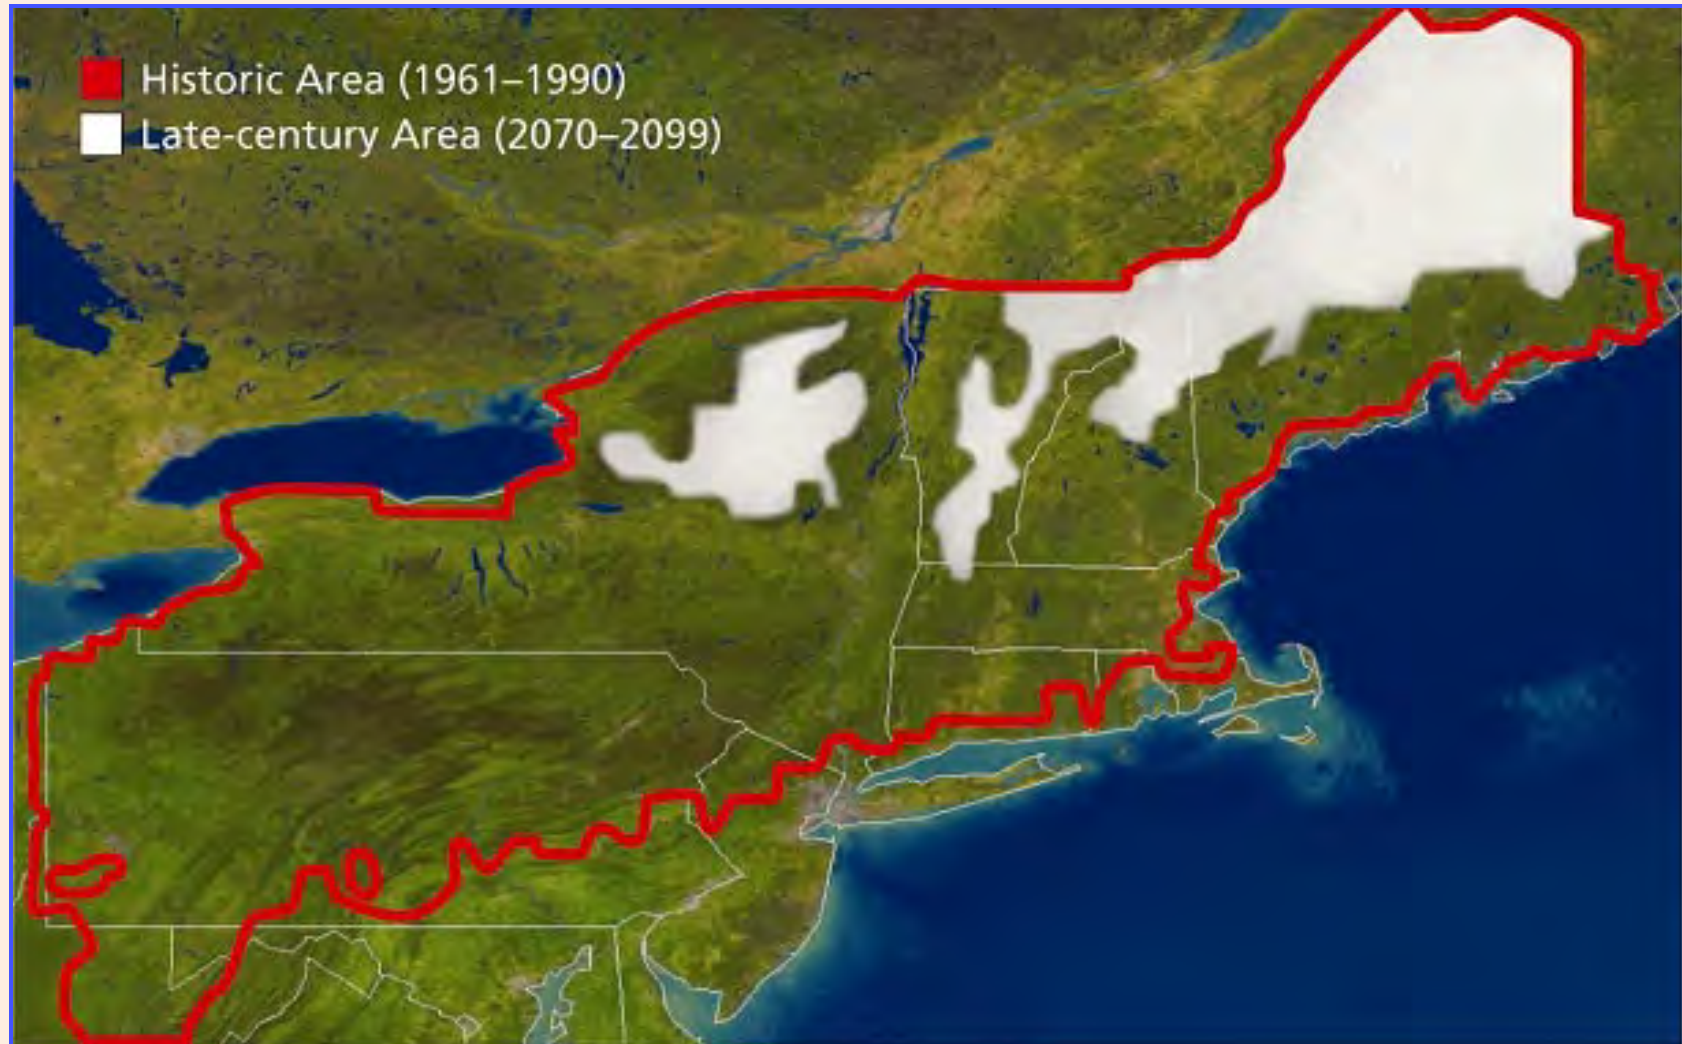 Historic Area (1961–1990)
Late-century Area (2070–2099)